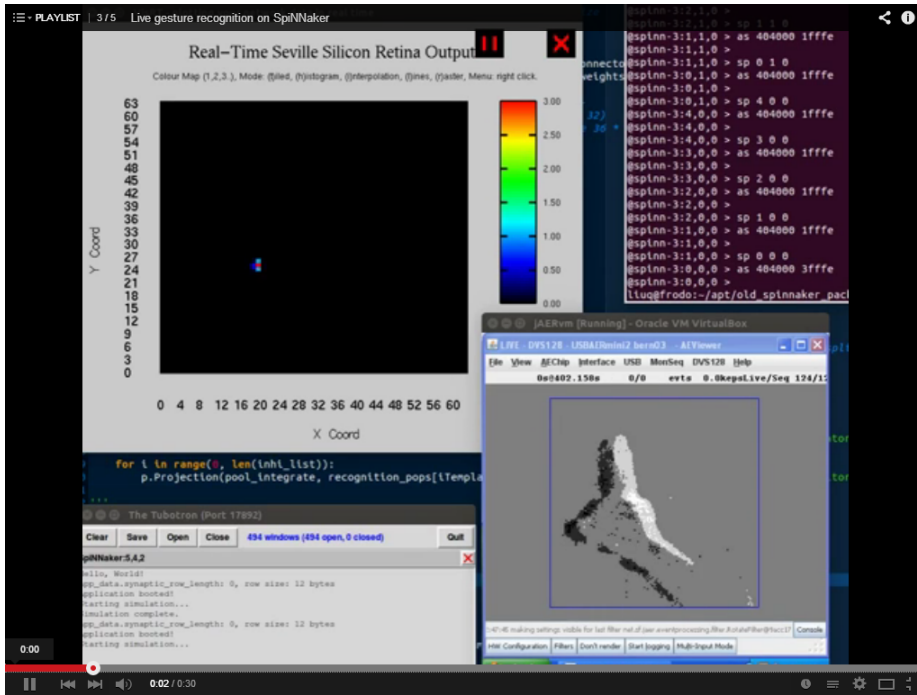 PLAYLIST | 3/5 Live gesture recognition on SpiNNaker
Real-Time Seville Silicon Retina Output
Colour Map (1,2,3.), Mode: (t)iled, (h)istogram, (i)nterpolation, (l)ines, (r)aster, Menu: right click.
63
60
57
54
51
48
45
42
39
36
33
30
27
24
21
18
15
12
9
6
3
0
Y Coord
0 4 8 12 16 20 24 28 32 36 40 44 48 52 56 60
X Coord
3.00
2.50
2.00
1.50
1.00
0.50
0.00
@spinn-3:2,1,0 > sp 1 1 0
@spinn-3:1,1,0 > as 404000 1fffe
@spinn-3:1,1,0 >
@spinn-3:1,1,0 > sp 0 1 0
@spinn-3:0,1,0 > as 404000 1fffe
@spinn-3:0,1,0 >
@spinn-3:0,1,0 > sp 4 0 0
@spinn-3:4,0,0 > as 404000 1fffe
@spinn-3:4,0,0 >
@spinn-3:4,0,0 > sp 3 0 0
@spinn-3:3,0,0 > as 404000 1fffe
@spinn-3:3,0,0 >
@spinn-3:3,0,0 > sp 2 0 0
@spinn-3:2,0,0 > as 404000 1fffe
@spinn-3:2,0,0 >
@spinn-3:2,0,0 > sp 1 0 0
@spinn-3:1,0,0 > as 404000 1fffe
@spinn-3:1,0,0 >
@spinn-3:1,0,0 > sp 0 0 0
@spinn-3:0,0,0 > as 404000 3fffe
@spinn-3:0,0,0 >
liuq@frodo:~/apt/old_spinnaker_pac
for i in range(0, len(inhi_list)):
p.Projection(pool_integrate, recognition_pops[iTempla
...
The Tubotron (Port 17892)
Clear Save Open Close 494 windows (494 open, 0 closed) Quit
SpiNNaker:5,4,2
Hello, World!
app_data.synaptic_row_length: 0, row size: 12 bytes
application booted!
Starting simulation...
Simulation complete.
app_data.synaptic_row_length: 0, row size: 12 bytes
application booted!
Starting simulation...
jAERvm [Running] - Oracle VM VirtualBox
LIVE - DVS128 - USBAERmini2 bern03 - AEViewer
File View AEChip Interface USB MonSeq DVS128 Help
0s@402.150s 0/0 evts 0.0kepsLive/Seq 124/12
Console
HW Configuration Filters Don't render Start logging Multi-Input Mode
0:00
0:02 / 0:30